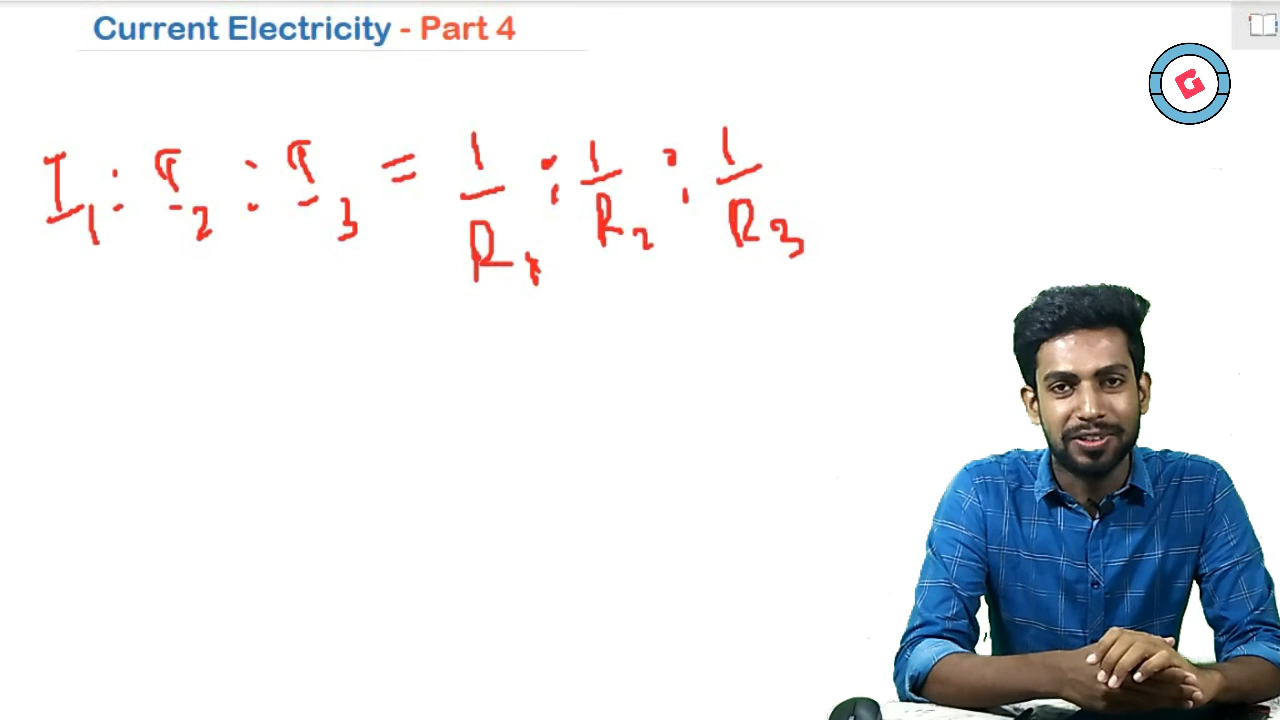 Current Electricity - Part 4
I₁ : I₂ : I₃ = 1/R₁ : 1/R₂ : 1/R₃
G